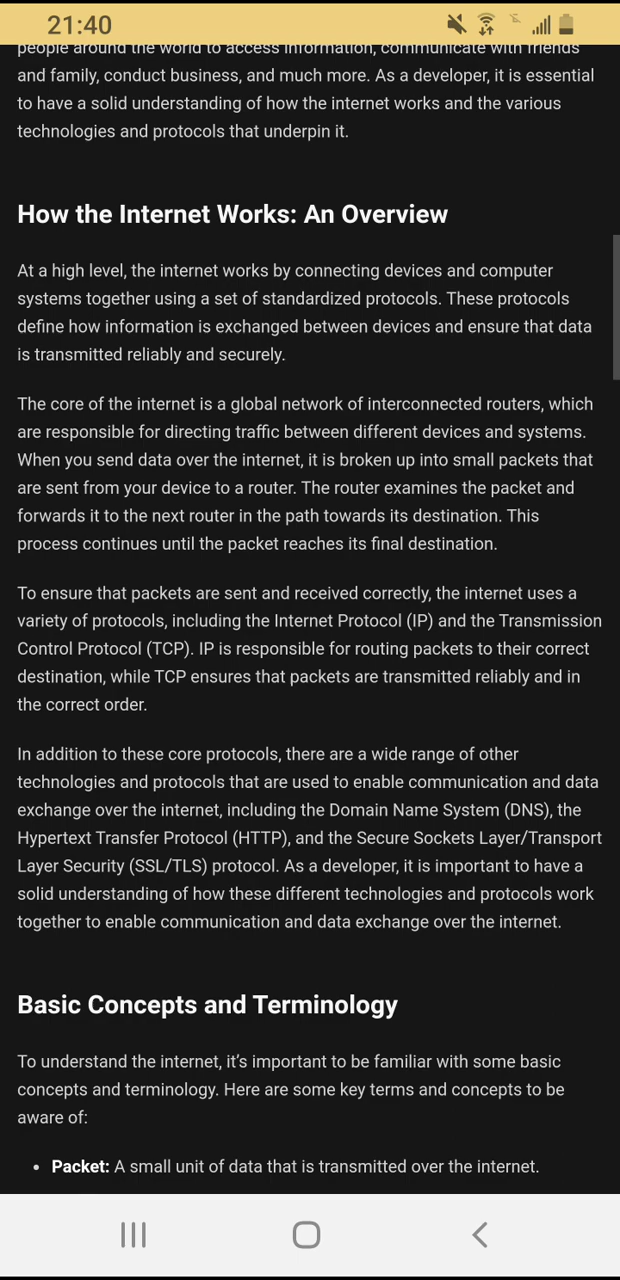 21:40
people around the world to access information, communicate with friends
and family, conduct business, and much more. As a developer, it is essential
to have a solid understanding of how the internet works and the various
technologies and protocols that underpin it.
How the Internet Works: An Overview
At a high level, the internet works by connecting devices and computer
systems together using a set of standardized protocols. These protocols
define how information is exchanged between devices and ensure that data
is transmitted reliably and securely.
The core of the internet is a global network of interconnected routers, which
are responsible for directing traffic between different devices and systems.
When you send data over the internet, it is broken up into small packets that
are sent from your device to a router. The router examines the packet and
forwards it to the next router in the path towards its destination. This
process continues until the packet reaches its final destination.
To ensure that packets are sent and received correctly, the internet uses a
variety of protocols, including the Internet Protocol (IP) and the Transmission
Control Protocol (TCP). IP is responsible for routing packets to their correct
destination, while TCP ensures that packets are transmitted reliably and in
the correct order.
In addition to these core protocols, there are a wide range of other
technologies and protocols that are used to enable communication and data
exchange over the internet, including the Domain Name System (DNS), the
Hypertext Transfer Protocol (HTTP), and the Secure Sockets Layer/Transport
Layer Security (SSL/TLS) protocol. As a developer, it is important to have a
solid understanding of how these different technologies and protocols work
together to enable communication and data exchange over the internet.
Basic Concepts and Terminology
To understand the internet, it’s important to be familiar with some basic
concepts and terminology. Here are some key terms and concepts to be
aware of:
• Packet: A small unit of data that is transmitted over the internet.